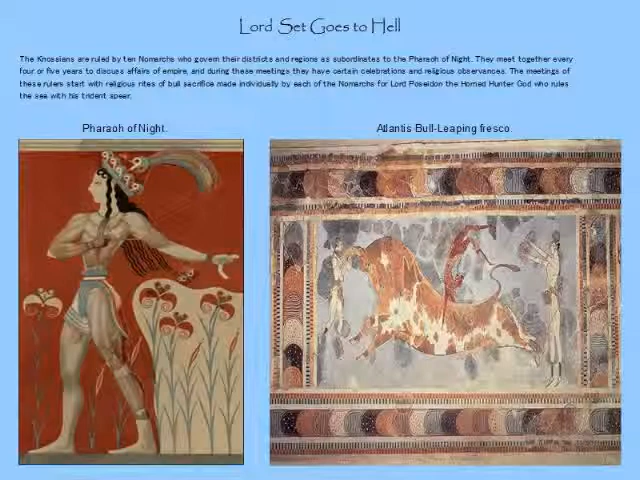 Lord Set Goes to Hell
The Knossians are ruled by ten Nomarchs who govern their districts and regions as subordinates to the Pharaoh of Night. They meet together every
four or five years to discuss affairs of empire, and during these meetings they have certain celebrations and religious observances. The meetings of
these rulers start with religious rites of bull sacrifice made individually by each of the Nomarchs for Lord Poseidon the Horned Hunter God who rules
the sea with his trident spear.
Pharaoh of Night.
Atlantis Bull-Leaping fresco.